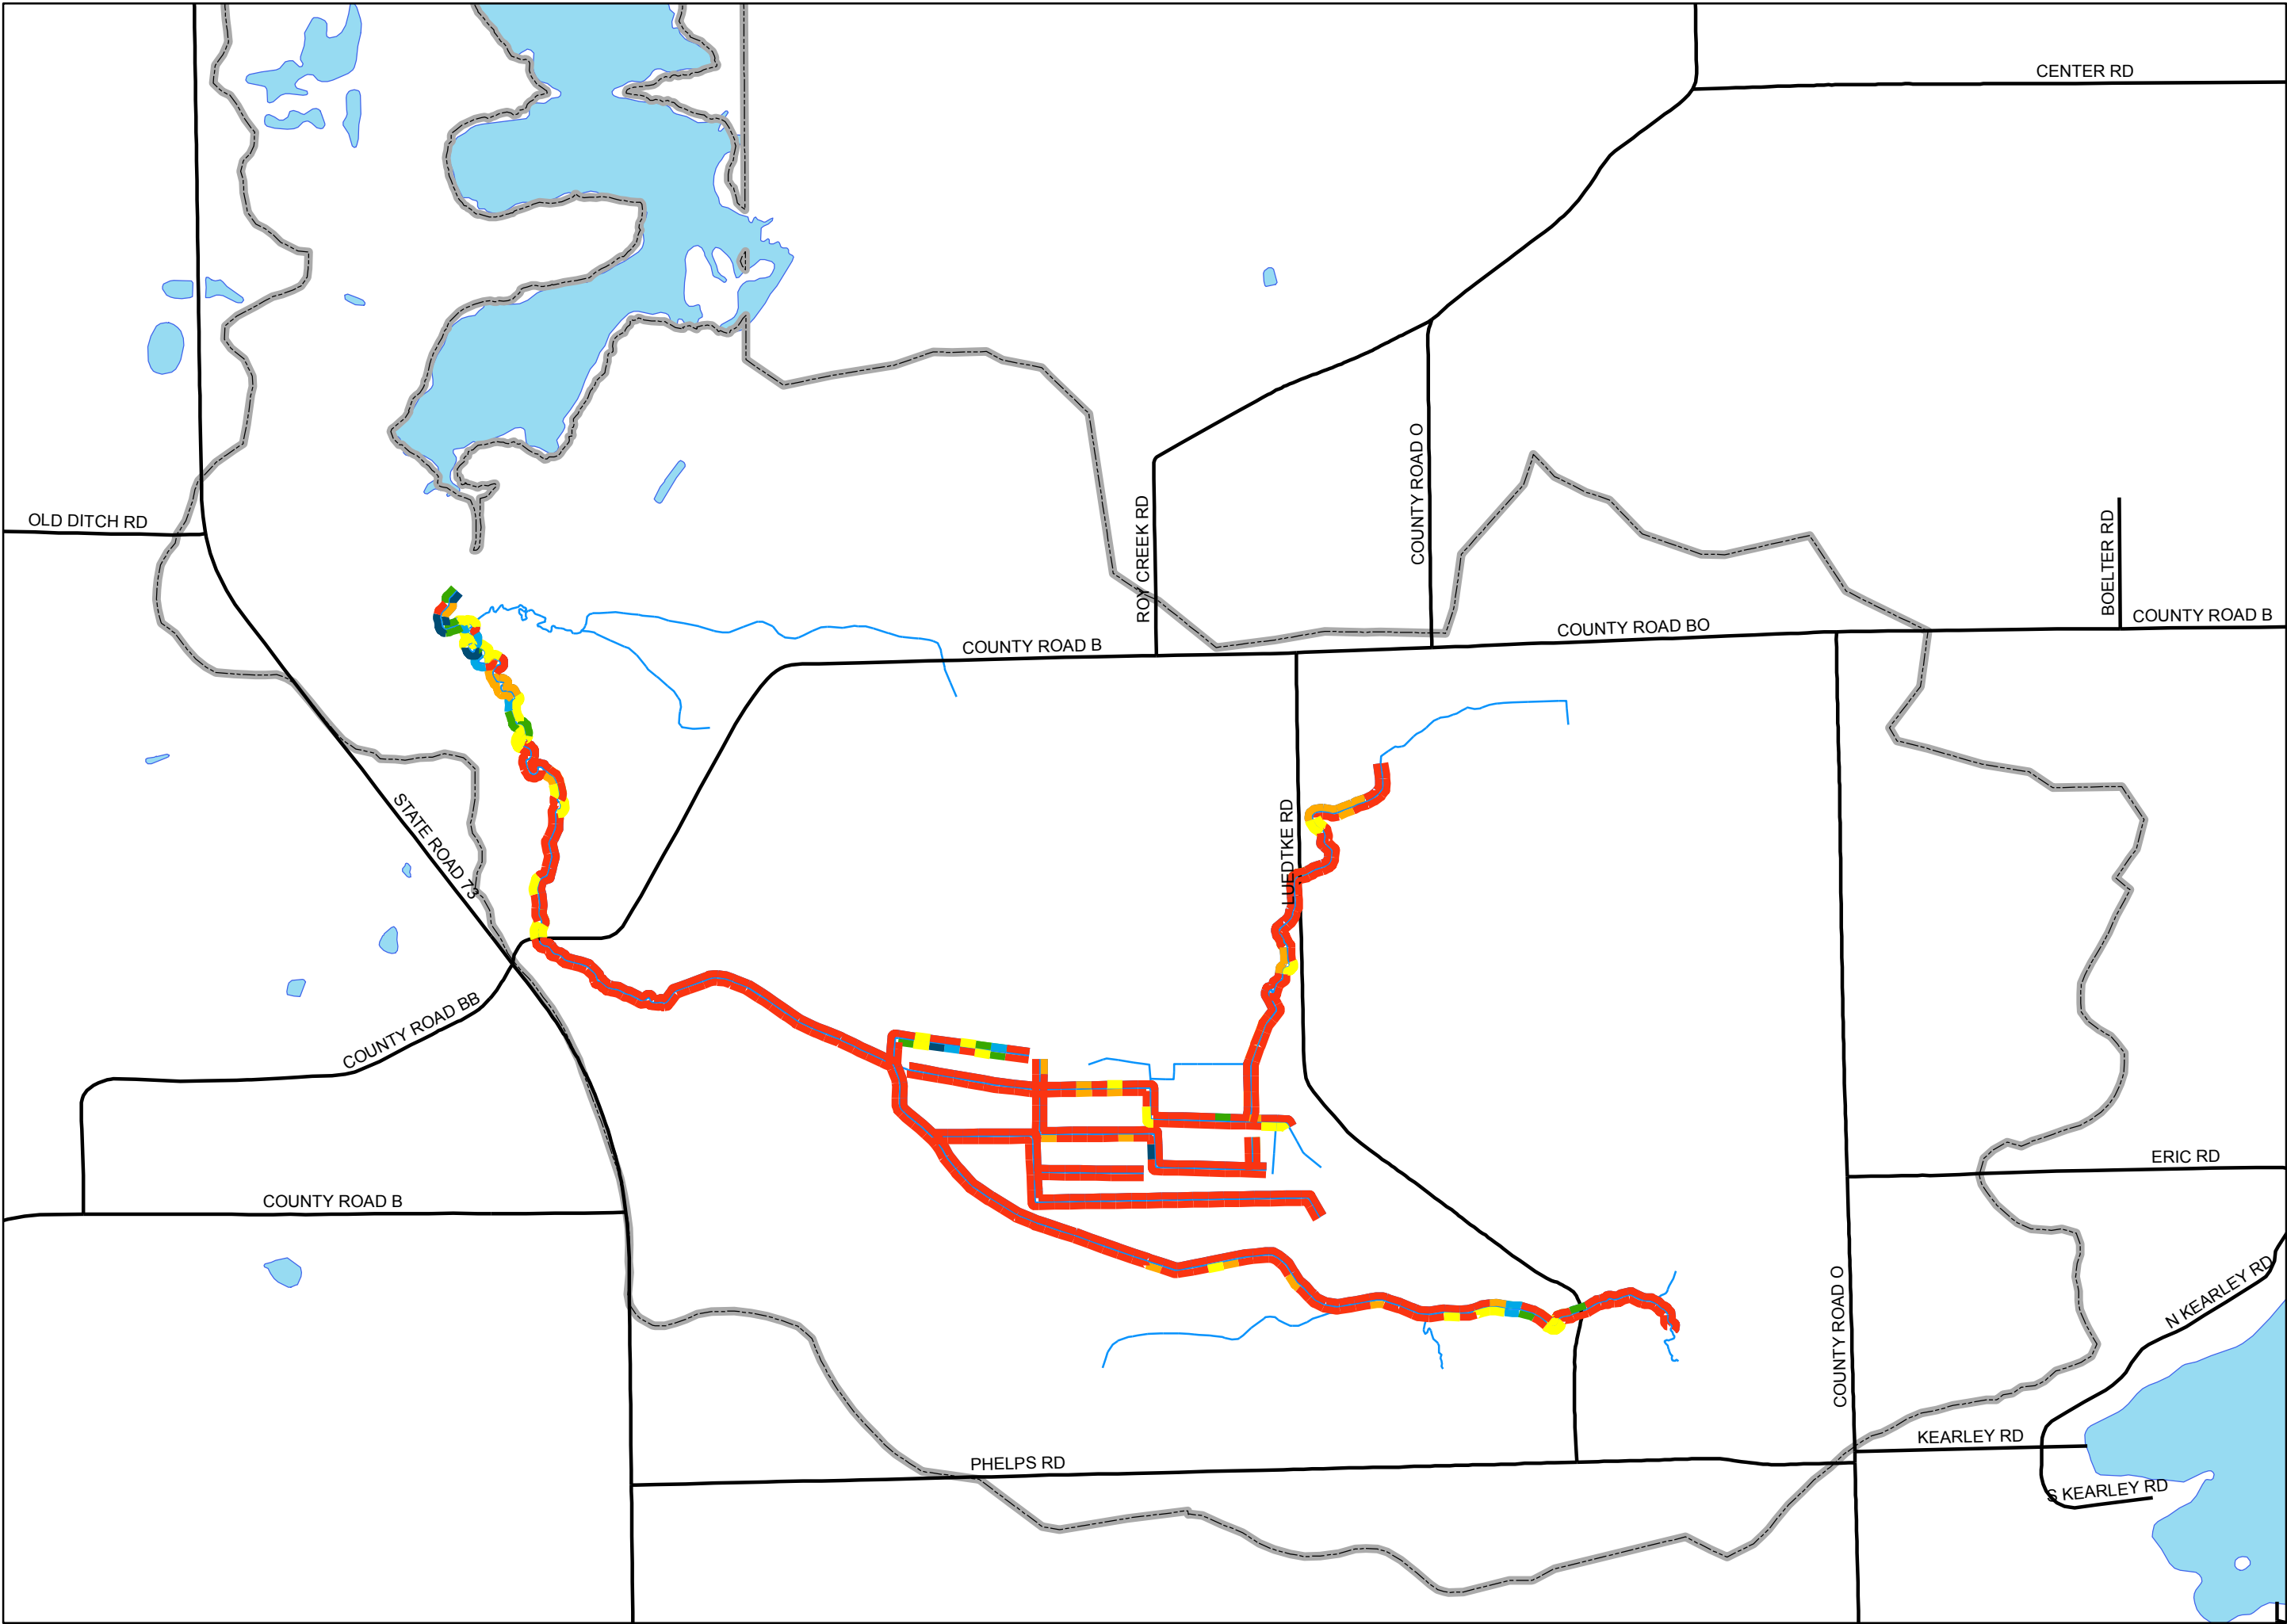 CENTER RD
OLD DITCH RD
ROY CREEK RD
COUNTY ROAD O
BOELTER RD
COUNTY ROAD B
COUNTY ROAD BO
COUNTY ROAD B
STATE ROAD 73
LUEDTKE RD
COUNTY ROAD BB
ERIC RD
COUNTY ROAD B
N KEARLEY RD
COUNTY ROAD O
KEARLEY RD
PHELPS RD
S KEARLEY RD